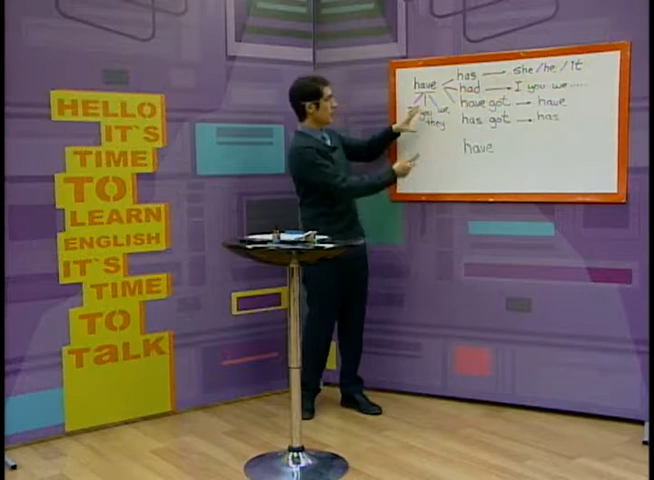 HELLO
IT'S
TIME
TO
LEARN
ENGLISH
IT'S
TIME
TO
TaLK
have
has → she/he/it
had → I you we ......
have got → have
you we
they
has got → has
have